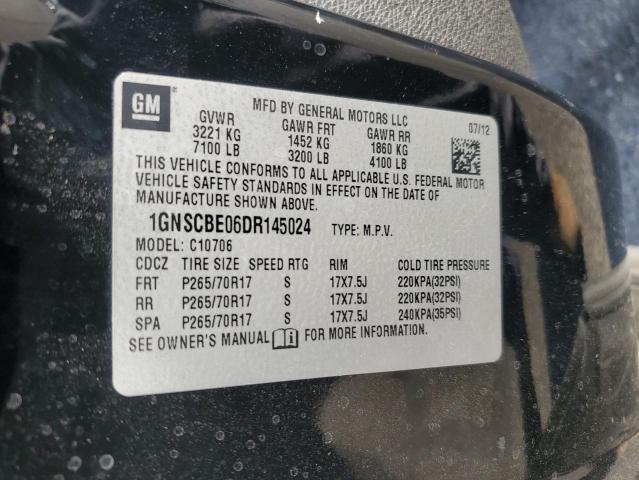 GM
MFD BY GENERAL MOTORS LLC
07/12
GVWR GAWR FRT GAWR RR
3221 KG 1452 KG 1860 KG
7100 LB 3200 LB 4100 LB
THIS VEHICLE CONFORMS TO ALL APPLICABLE U.S. FEDERAL MOTOR
VEHICLE SAFETY STANDARDS IN EFFECT ON THE DATE OF
MANUFACTURE SHOWN ABOVE.
1GNSCBE06DR145024 TYPE: M.P.V.
MODEL: C10706
CDCZ TIRE SIZE SPEED RTG RIM COLD TIRE PRESSURE
FRT P265/70R17 S 17X7.5J 220KPA(32PSI)
RR P265/70R17 S 17X7.5J 220KPA(32PSI)
SPA P265/70R17 S 17X7.5J 240KPA(35PSI)
SEE OWNER'S MANUAL FOR MORE INFORMATION.